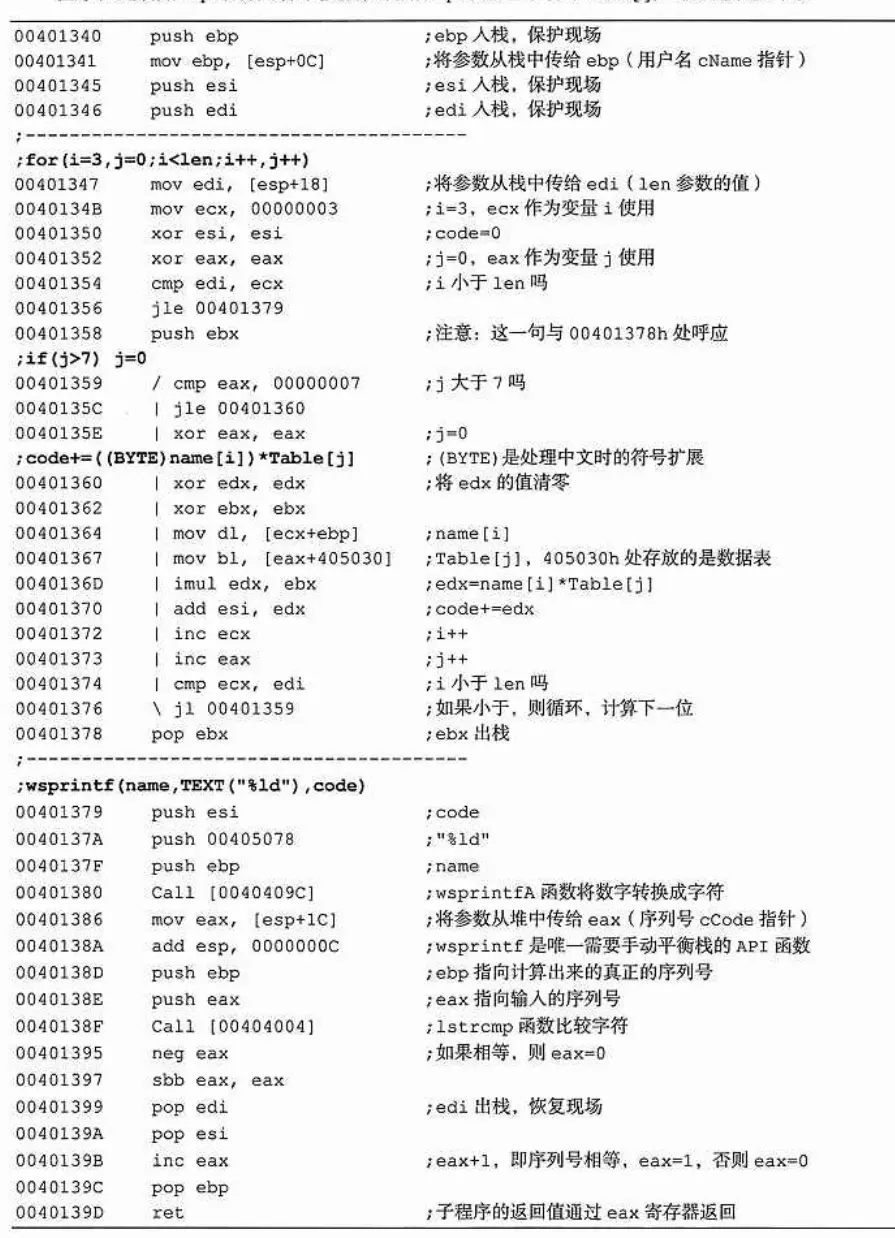 00401340 push ebp ;ebp 入栈，保护现场
00401341 mov ebp, [esp+0C] ;将参数从栈中传给 ebp（用户名 cName 指针）
00401345 push esi ;esi 入栈，保护现场
00401346 push edi ;edi 入栈，保护现场
;----------------------------------------
;for(i=3,j=0;i<len;i++,j++)
00401347 mov edi, [esp+18] ;将参数从栈中传给 edi（len 参数的值）
0040134B mov ecx, 00000003 ;i=3，ecx 作为变量 i 使用
00401350 xor esi, esi ;code=0
00401352 xor eax, eax ;j=0，eax 作为变量 j 使用
00401354 cmp edi, ecx ;i 小于 len 吗
00401356 jle 00401379
00401358 push ebx ;注意：这一句与 00401378h 处呼应
;if(j>7) j=0
00401359 / cmp eax, 00000007 ;j 大于 7 吗
0040135C | jle 00401360
0040135E | xor eax, eax ;j=0
;code+=((BYTE)name[i])*Table[j] ;(BYTE)是处理中文时的符号扩展
00401360 | xor edx, edx ;将 edx 的值清零
00401362 | xor ebx, ebx
00401364 | mov dl, [ecx+ebp] ;name[i]
00401367 | mov bl, [eax+405030] ;Table[j]，405030h 处存放的是数据表
0040136D | imul edx, ebx ;edx=name[i]*Table[j]
00401370 | add esi, edx ;code+=edx
00401372 | inc ecx ;i++
00401373 | inc eax ;j++
00401374 | cmp ecx, edi ;i 小于 len 吗
00401376 \ jl 00401359 ;如果小于，则循环，计算下一位
00401378 pop ebx ;ebx 出栈
;----------------------------------------
;wsprintf(name,TEXT("%ld"),code)
00401379 push esi ;code
0040137A push 00405078 ;"%ld"
0040137F push ebp ;name
00401380 Call [0040409C] ;wsprintfA 函数将数字转换成字符
00401386 mov eax, [esp+1C] ;将参数从堆中传给 eax（序列号 cCode 指针）
0040138A add esp, 0000000C ;wsprintf 是唯一需要手动平衡栈的 API 函数
0040138D push ebp ;ebp 指向计算出来的真正的序列号
0040138E push eax ;eax 指向输入的序列号
0040138F Call [00404004] ;lstrcmp 函数比较字符
00401395 neg eax ;如果相等，则 eax=0
00401397 sbb eax, eax
00401399 pop edi ;edi 出栈，恢复现场
0040139A pop esi
0040139B inc eax ;eax+1，即序列号相等，eax=1，否则 eax=0
0040139C pop ebp
0040139D ret ;子程序的返回值通过 eax 寄存器返回